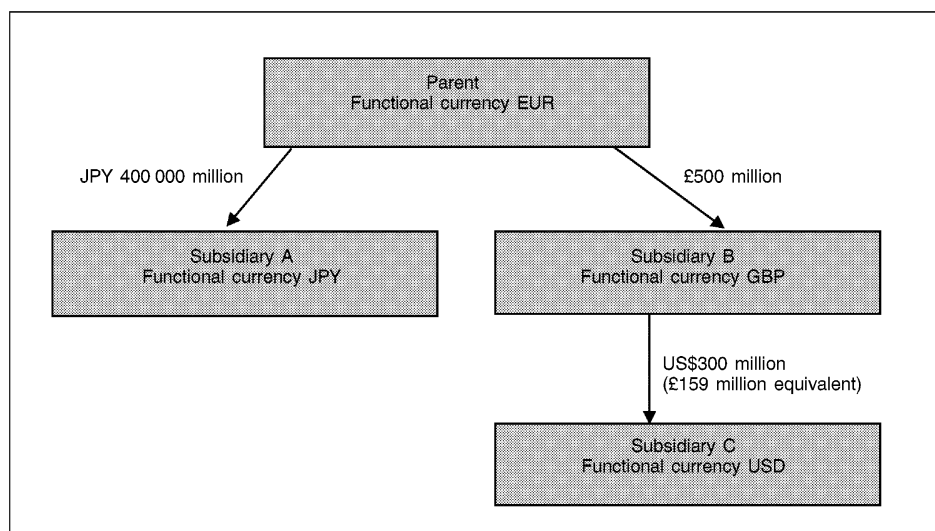 Parent
Functional currency EUR
JPY 400 000 million
£500 million
Subsidiary A
Functional currency JPY
Subsidiary B
Functional currency GBP
US$300 million
(£159 million equivalent)
Subsidiary C
Functional currency USD